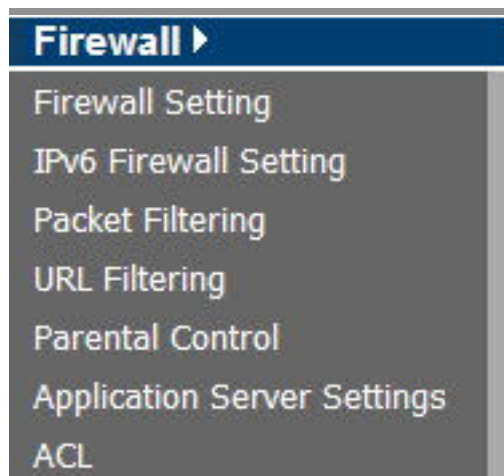 Firewall
Firewall Setting
IPv6 Firewall Setting
Packet Filtering
URL Filtering
Parental Control
Application Server Settings
ACL